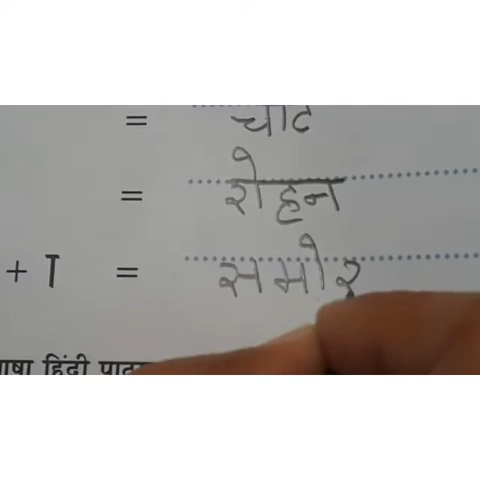 =
= रोहन
+ ा = समोर
हिंदी